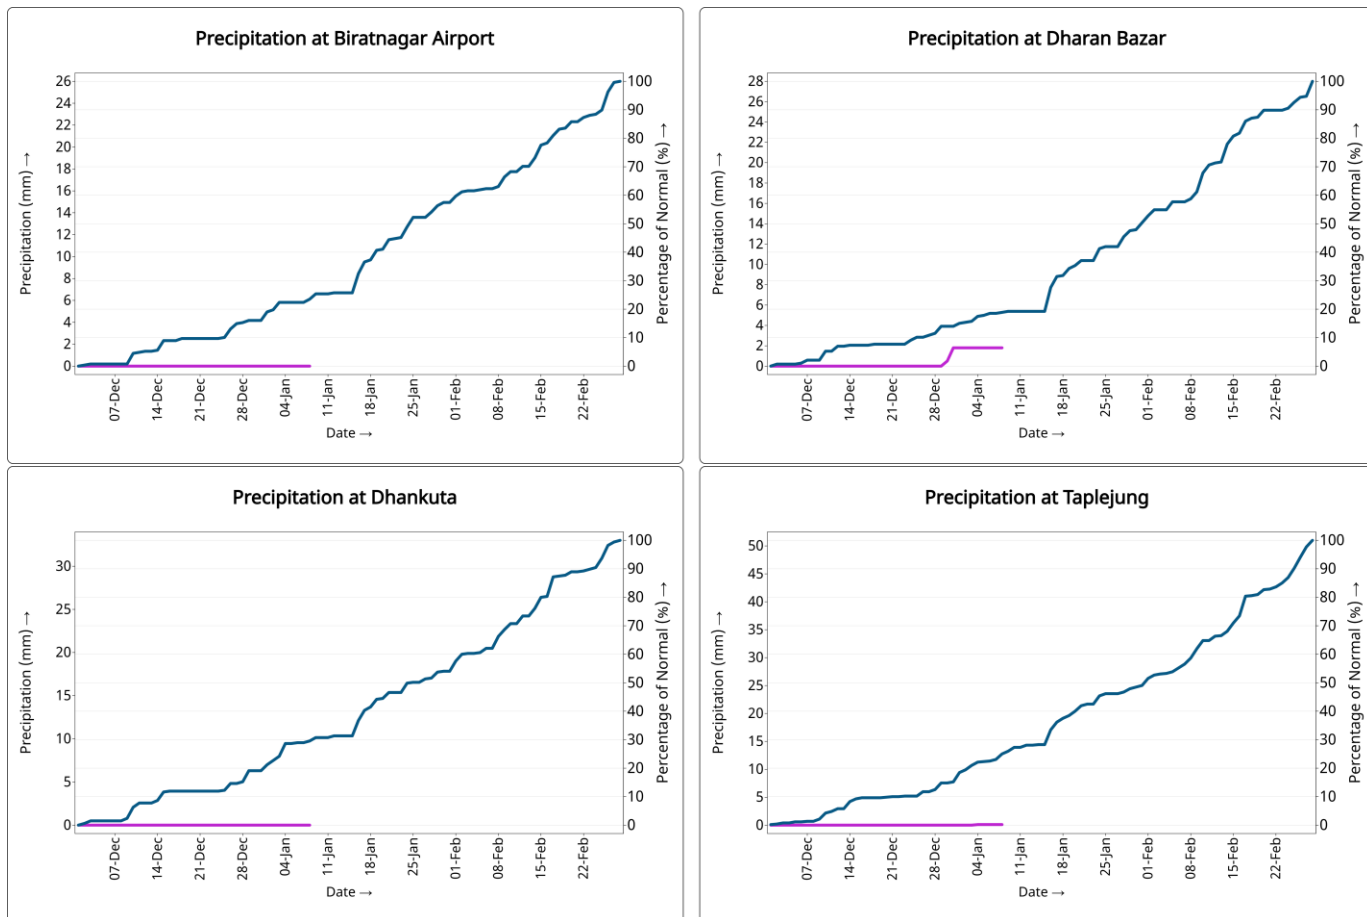 Precipitation at Biratnagar Airport
Precipitation (mm) →
26
24
22
20
18
16
14
12
10
8
6
4
2
0
100
90
80
70
60
50
40
30
20
10
0
Percentage of Normal (%) →
07-Dec
14-Dec
21-Dec
28-Dec
04-Jan
11-Jan
18-Jan
25-Jan
01-Feb
08-Feb
15-Feb
22-Feb
Date →
Precipitation at Dharan Bazar
Precipitation (mm) →
28
26
24
22
20
18
16
14
12
10
8
6
4
2
0
100
90
80
70
60
50
40
30
20
10
0
Percentage of Normal (%) →
07-Dec
14-Dec
21-Dec
28-Dec
04-Jan
11-Jan
18-Jan
25-Jan
01-Feb
08-Feb
15-Feb
22-Feb
Date →
Precipitation at Dhankuta
Precipitation (mm) →
30
25
20
15
10
5
0
100
90
80
70
60
50
40
30
20
10
0
Percentage of Normal (%) →
07-Dec
14-Dec
21-Dec
28-Dec
04-Jan
11-Jan
18-Jan
25-Jan
01-Feb
08-Feb
15-Feb
22-Feb
Date →
Precipitation at Taplejung
Precipitation (mm) →
50
45
40
35
30
25
20
15
10
5
0
100
90
80
70
60
50
40
30
20
10
0
Percentage of Normal (%) →
07-Dec
14-Dec
21-Dec
28-Dec
04-Jan
11-Jan
18-Jan
25-Jan
01-Feb
08-Feb
15-Feb
22-Feb
Date →